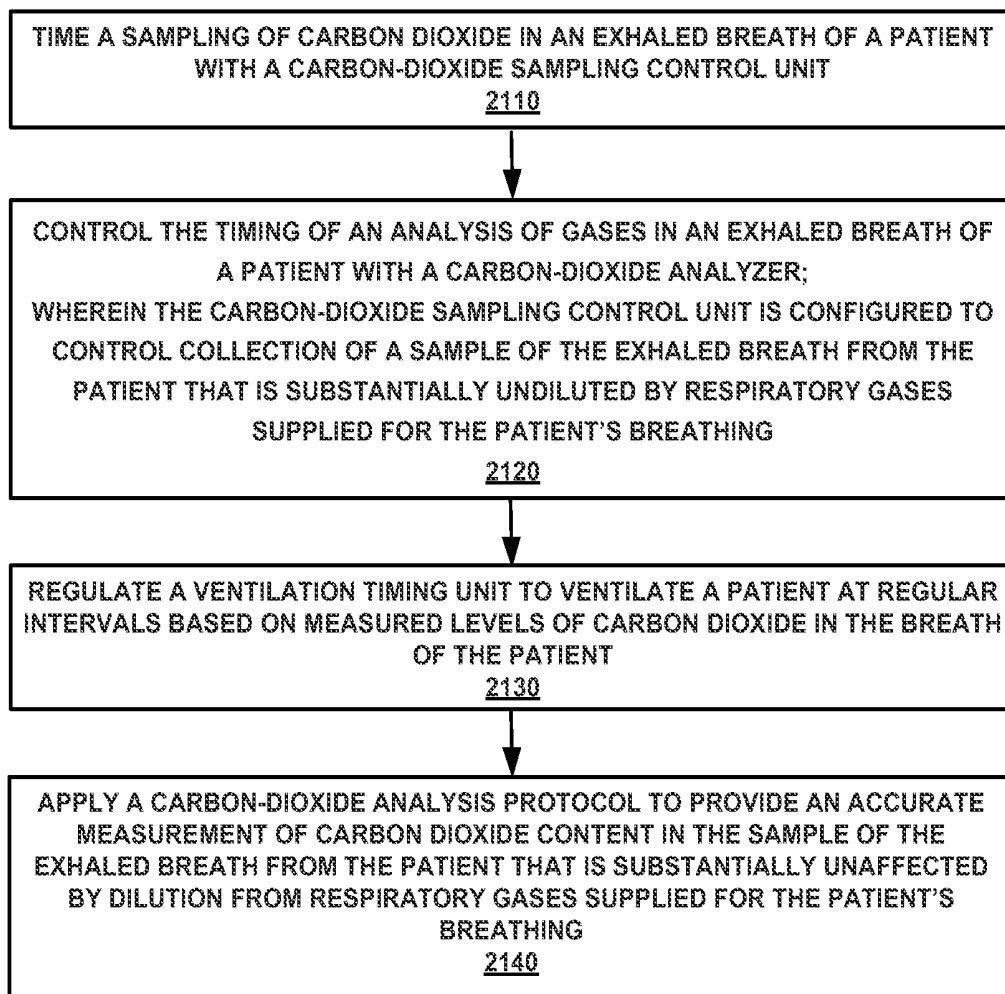 TIME A SAMPLING OF CARBON DIOXIDE IN AN EXHALED BREATH OF A PATIENT
WITH A CARBON-DIOXIDE SAMPLING CONTROL UNIT
2110
CONTROL THE TIMING OF AN ANALYSIS OF GASES IN AN EXHALED BREATH OF
A PATIENT WITH A CARBON-DIOXIDE ANALYZER;
WHEREIN THE CARBON-DIOXIDE SAMPLING CONTROL UNIT IS CONFIGURED TO
CONTROL COLLECTION OF A SAMPLE OF THE EXHALED BREATH FROM THE
PATIENT THAT IS SUBSTANTIALLY UNDILUTED BY RESPIRATORY GASES
SUPPLIED FOR THE PATIENT'S BREATHING
2120
REGULATE A VENTILATION TIMING UNIT TO VENTILATE A PATIENT AT REGULAR
INTERVALS BASED ON MEASURED LEVELS OF CARBON DIOXIDE IN THE BREATH
OF THE PATIENT
2130
APPLY A CARBON-DIOXIDE ANALYSIS PROTOCOL TO PROVIDE AN ACCURATE
MEASUREMENT OF CARBON DIOXIDE CONTENT IN THE SAMPLE OF THE
EXHALED BREATH FROM THE PATIENT THAT IS SUBSTANTIALLY UNAFFECTED
BY DILUTION FROM RESPIRATORY GASES SUPPLIED FOR THE PATIENT'S
BREATHING
2140